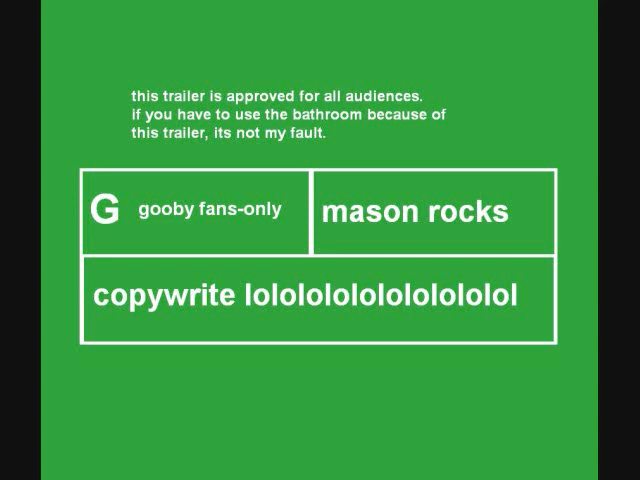 this trailer is approved for all audiences.
if you have to use the bathroom because of
this trailer, its not my fault.
G gooby fans-only
mason rocks
copywrite lolololololololololol